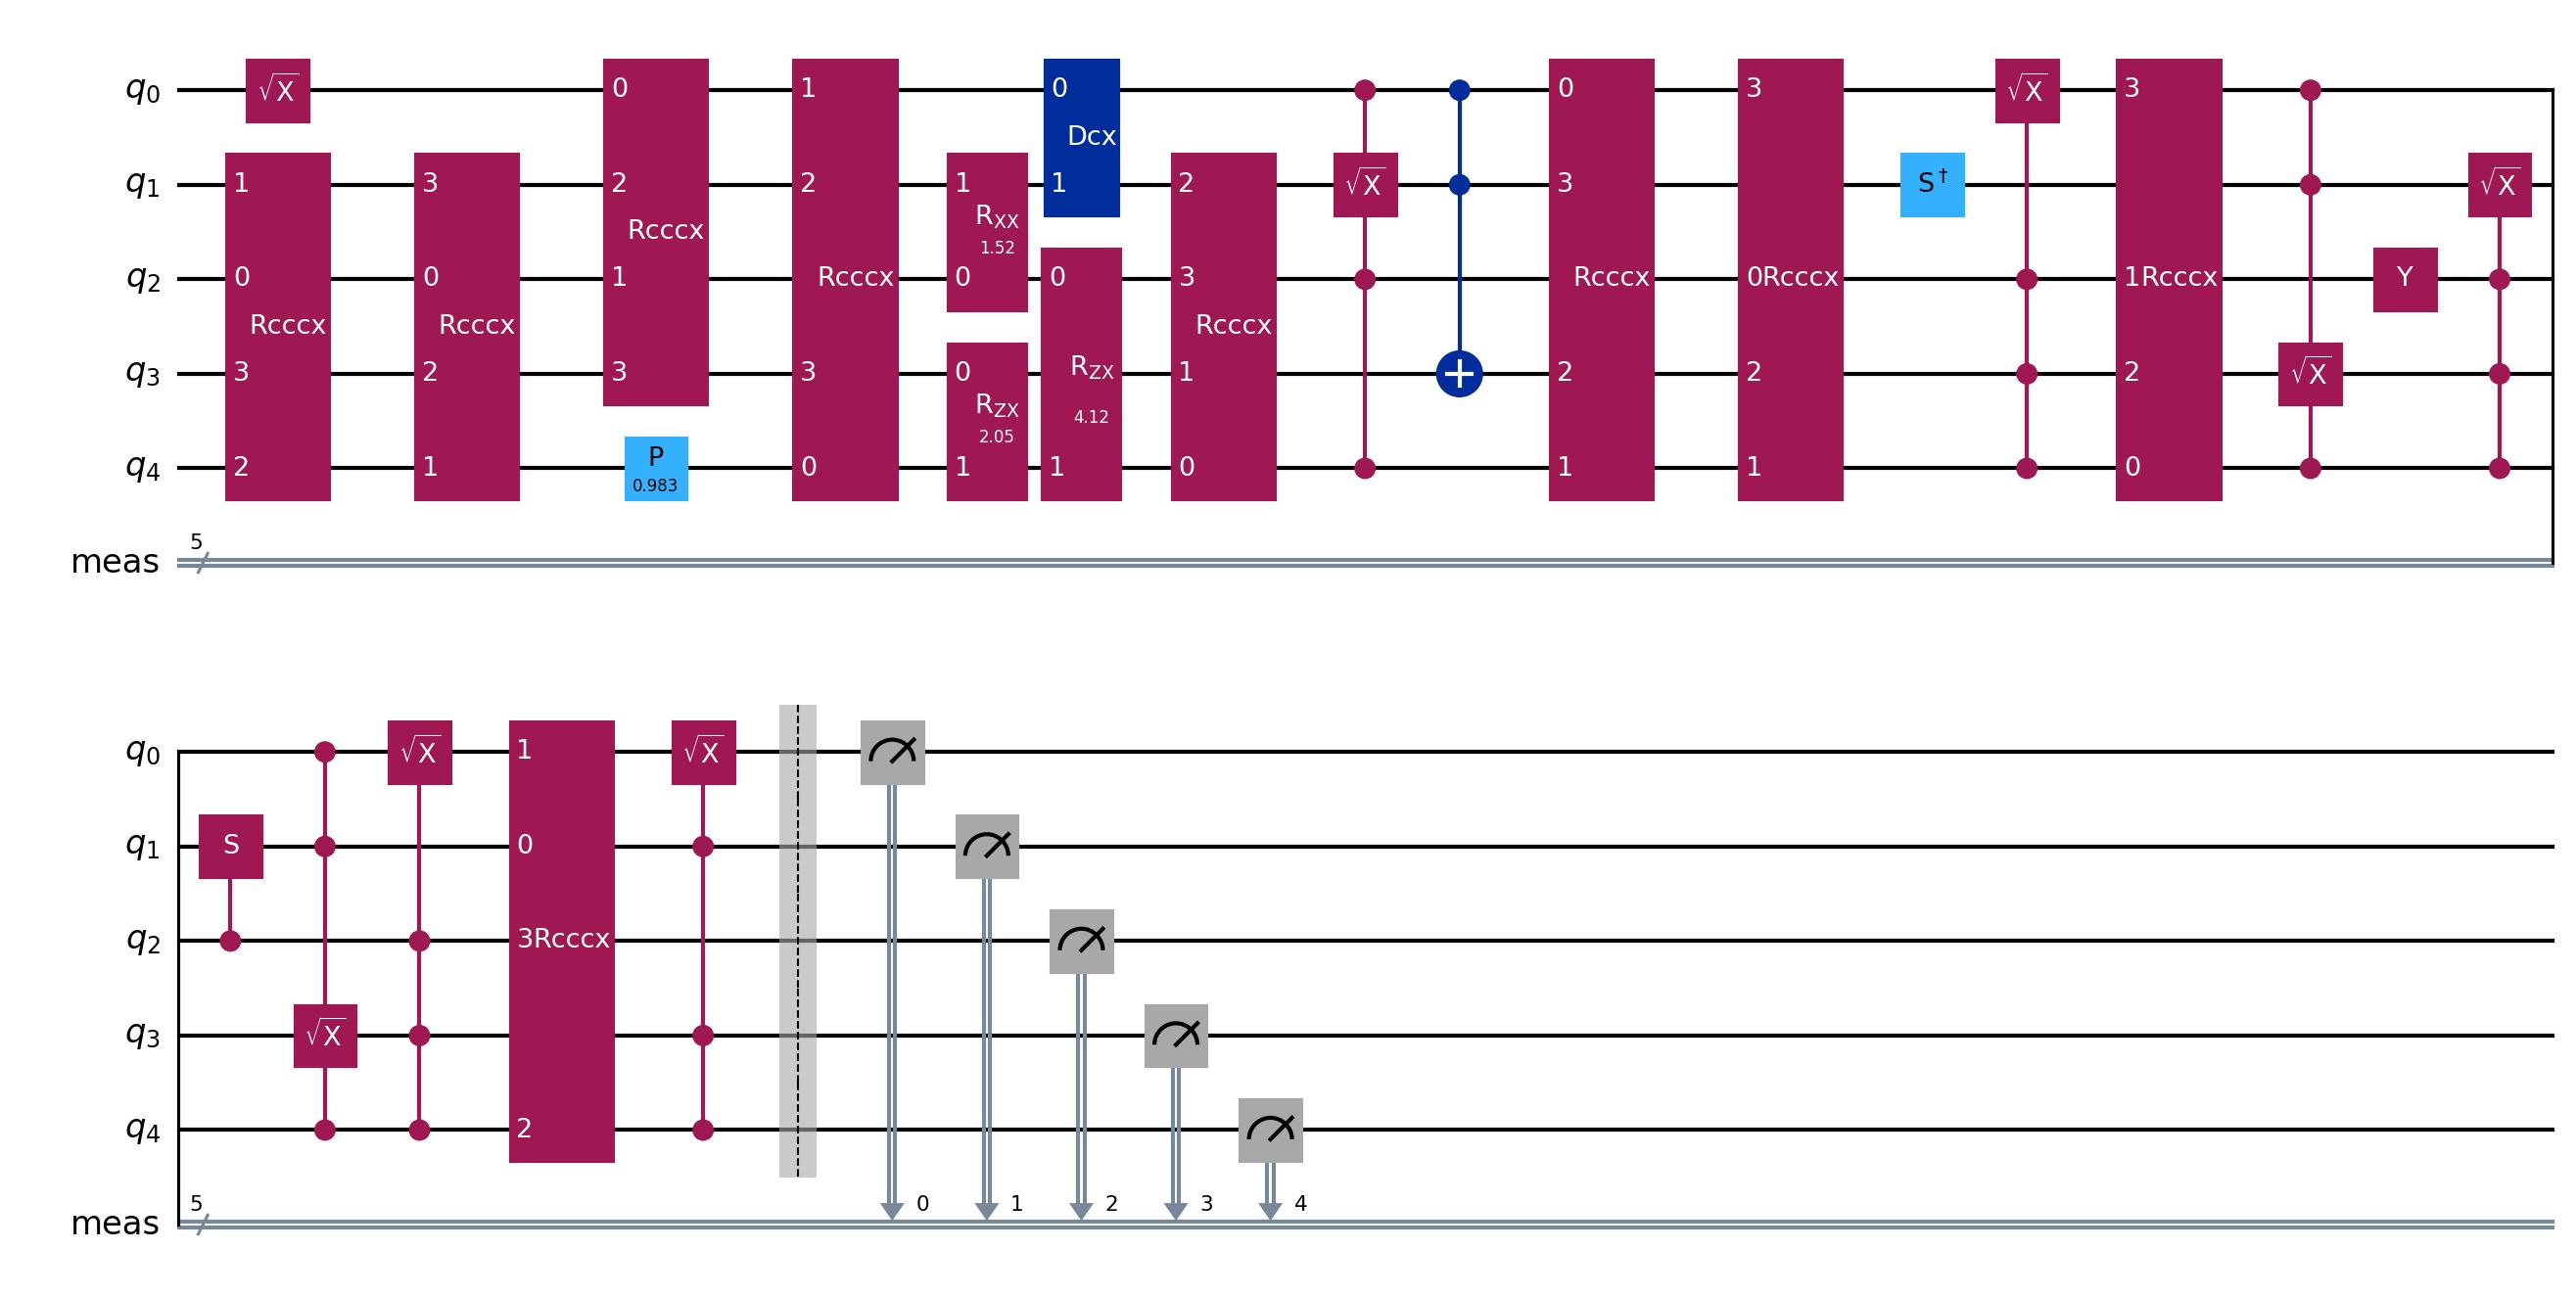 q0 √X 0 1 0 0 3 √X 3
Dcx
q1 1 3 2 2 1 1 2 √X 3 S† √X
Rcccx RXX
1.52
q2 0 0 1 Rcccx 0 0 3 Rcccx 0Rcccx 1Rcccx Y
Rcccx Rcccx Rcccx
q3 3 2 3 3 0 RZX 1 2 2 2 √X
RZX 4.12
2.05
q4 2 1 P 0 1 1 0 1 1 0
0.983
meas 5
q0 √X 1 √X
q1 S 0
q2 3Rcccx
q3 √X
q4 2
meas 5 0 1 2 3 4